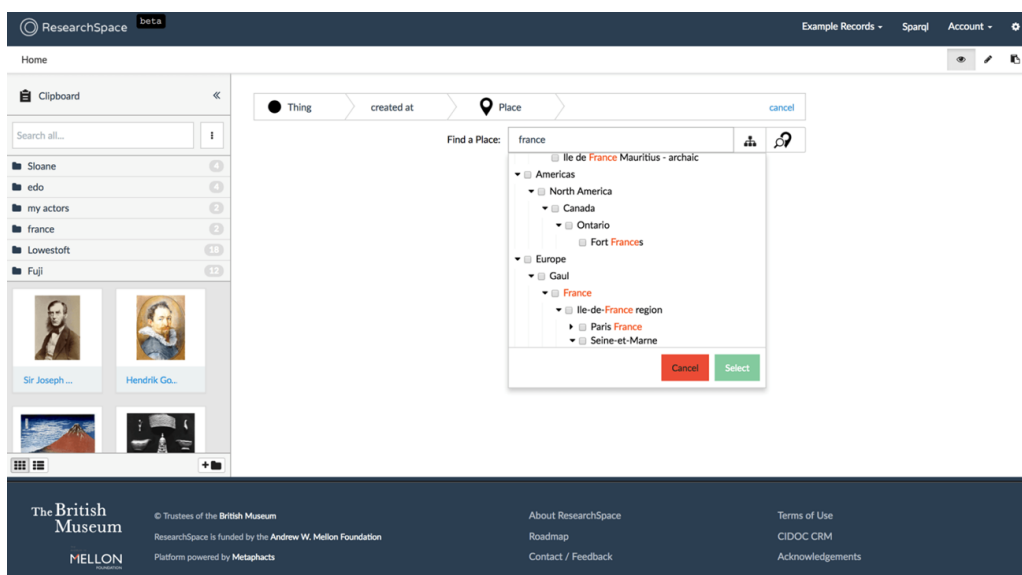 ResearchSpace beta
Example Records Sparql Account
Home
Clipboard
Search all...
Sloane 4
edo 4
my actors 2
france 2
Lowestoft 18
Fuji 12
Sir Joseph ...
Hendrik Go...
Thing created at Place cancel
Find a Place: france
Ile de France Mauritius - archaic
Americas
North America
Canada
Ontario
Fort Frances
Europe
Gaul
France
Ile-de-France region
Paris France
Seine-et-Marne
Cancel Select
The British
Museum
MELLON
FOUNDATION
© Trustees of the British Museum
ResearchSpace is funded by the Andrew W. Mellon Foundation
Platform powered by Metaphacts
About ResearchSpace
Roadmap
Contact / Feedback
Terms of Use
CIDOC CRM
Acknowledgements